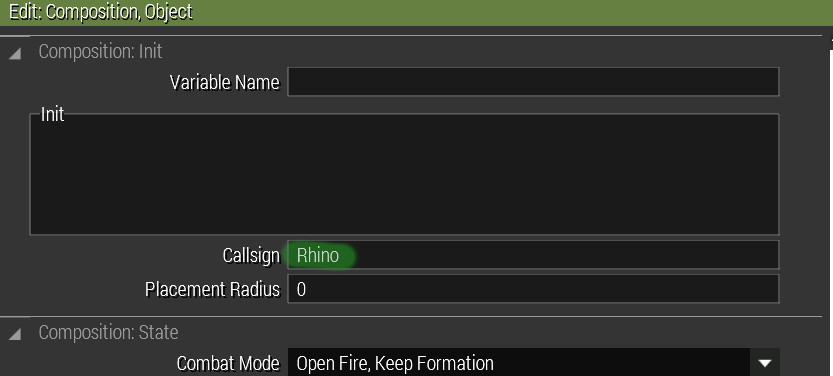 Edit: Composition, Object
Composition: Init
Variable Name
Init
Callsign Rhino
Placement Radius 0
Composition: State
Combat Mode Open Fire, Keep Formation